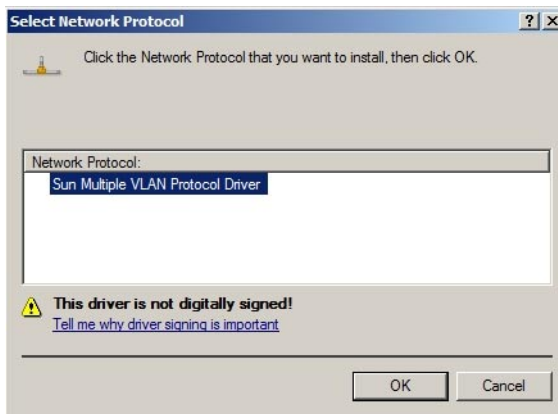 Select Network Protocol
Click the Network Protocol that you want to install, then click OK.
Network Protocol:
Sun Multiple VLAN Protocol Driver
This driver is not digitally signed!
Tell me why driver signing is important
OK
Cancel